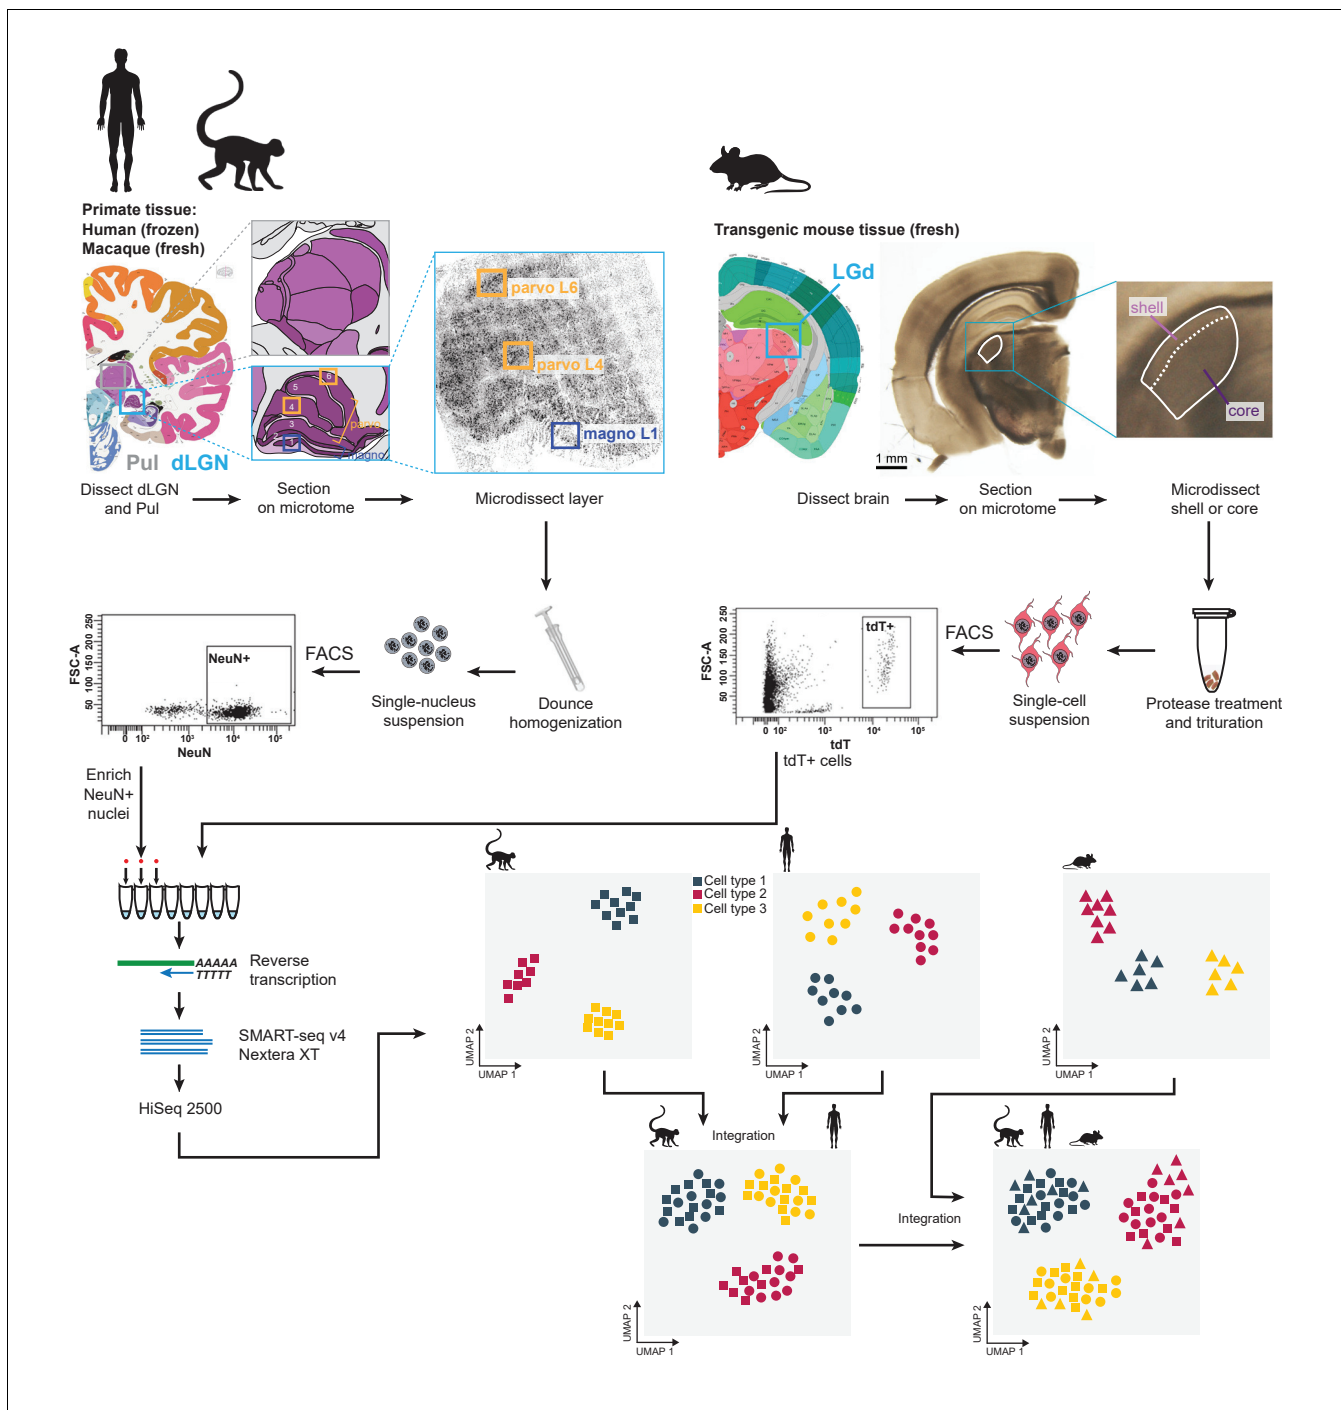 Primate tissue:
Human (frozen)
Macaque (fresh)
Transgenic mouse tissue (fresh)
parvo L6
parvo L4
magno L1
6
5
4
3
2
1
parvo
magno
Pul dLGN
LGd
1 mm
shell
core
Dissect dLGN
and Pul
Section
on microtome
Microdissect layer
Dissect brain
Section
on microtome
Microdissect
shell or core
FSC-A
250
200
150
100
50
NeuN+
0 10² 10³ 10⁴ 10⁵
NeuN
FACS
Single-nucleus
suspension
Dounce
homogenization
FSC-A
250
200
150
100
50
tdT+
0 10² 10³ 10⁴ 10⁵
tdT
tdT+ cells
FACS
Single-cell
suspension
Protease treatment
and trituration
Enrich
NeuN+
nuclei
AAAAA
TTTTT
Reverse
transcription
SMART-seq v4
Nextera XT
HiSeq 2500
Cell type 1
Cell type 2
Cell type 3
UMAP 2
UMAP 1
UMAP 2
UMAP 1
UMAP 2
UMAP 1
Integration
Integration
UMAP 2
UMAP 1
UMAP 2
UMAP 1